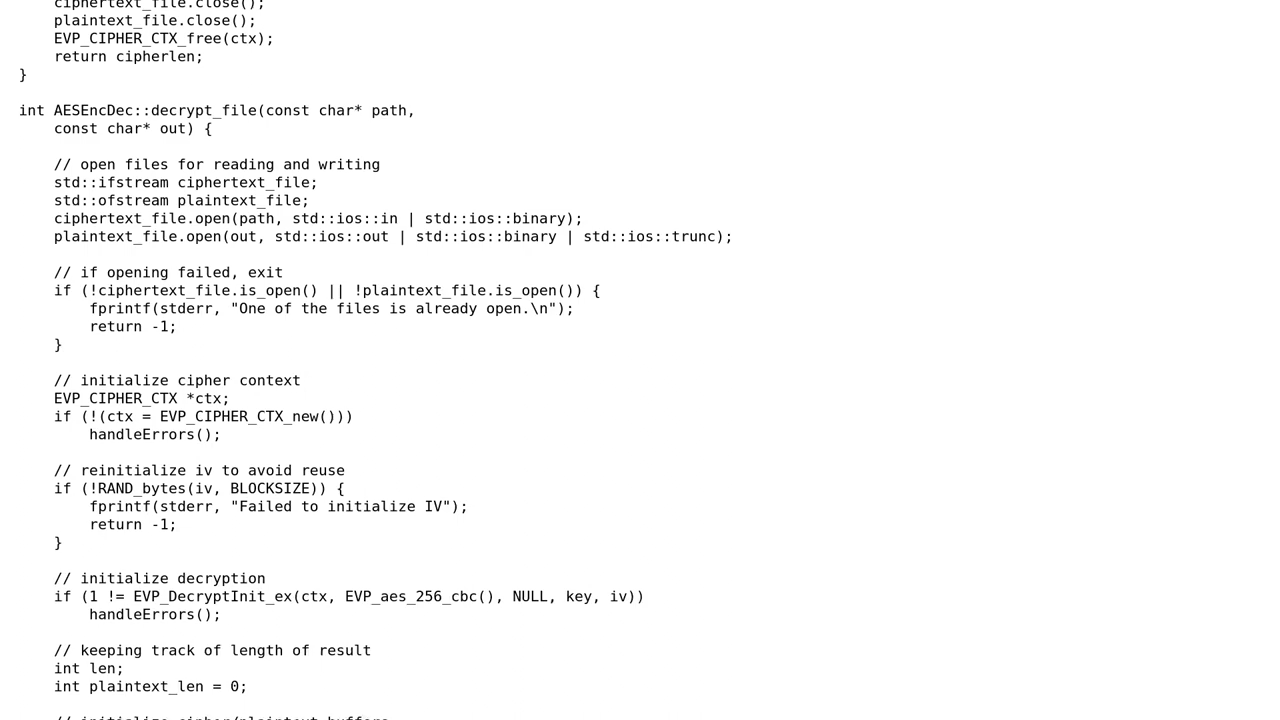 ciphertext_file.close();
    plaintext_file.close();
    EVP_CIPHER_CTX_free(ctx);
    return cipherlen;
}

int AESEncDec::decrypt_file(const char* path,
    const char* out) {

    // open files for reading and writing
    std::ifstream ciphertext_file;
    std::ofstream plaintext_file;
    ciphertext_file.open(path, std::ios::in | std::ios::binary);
    plaintext_file.open(out, std::ios::out | std::ios::binary | std::ios::trunc);

    // if opening failed, exit
    if (!ciphertext_file.is_open() || !plaintext_file.is_open()) {
        fprintf(stderr, "One of the files is already open.\n");
        return -1;
    }

    // initialize cipher context
    EVP_CIPHER_CTX *ctx;
    if (!(ctx = EVP_CIPHER_CTX_new()))
        handleErrors();

    // reinitialize iv to avoid reuse
    if (!RAND_bytes(iv, BLOCKSIZE)) {
        fprintf(stderr, "Failed to initialize IV");
        return -1;
    }

    // initialize decryption
    if (1 != EVP_DecryptInit_ex(ctx, EVP_aes_256_cbc(), NULL, key, iv))
        handleErrors();

    // keeping track of length of result
    int len;
    int plaintext_len = 0;

    // initialize cipher/plaintext buffers